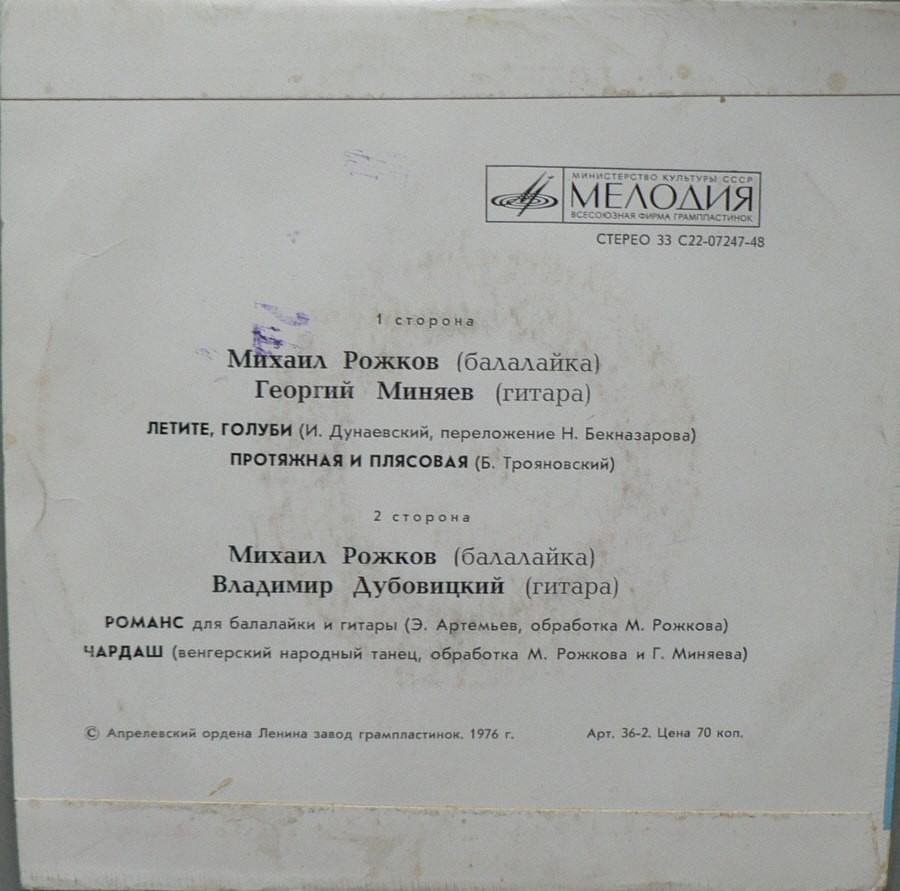 МИНИСТЕРСТВО КУЛЬТУРЫ СССР
МЕЛОДИЯ
ВСЕСОЮЗНАЯ ФИРМА ГРАМПЛАСТИНОК
СТЕРЕО 33 С22-07247-48
1 сторона
Михаил Рожков (балалайка)
Георгий Миняев (гитара)
ЛЕТИТЕ, ГОЛУБИ (И. Дунаевский, переложение Н. Бекназарова)
ПРОТЯЖНАЯ И ПЛЯСОВАЯ (Б. Трояновский)
2 сторона
Михаил Рожков (балалайка)
Владимир Дубовицкий (гитара)
РОМАНС для балалайки и гитары (Э. Артемьев, обработка М. Рожкова)
ЧАРДАШ (венгерский народный танец, обработка М. Рожкова и Г. Миняева)
© Апрелевский ордена Ленина завод грампластинок. 1976 г. Арт. 36-2. Цена 70 коп.